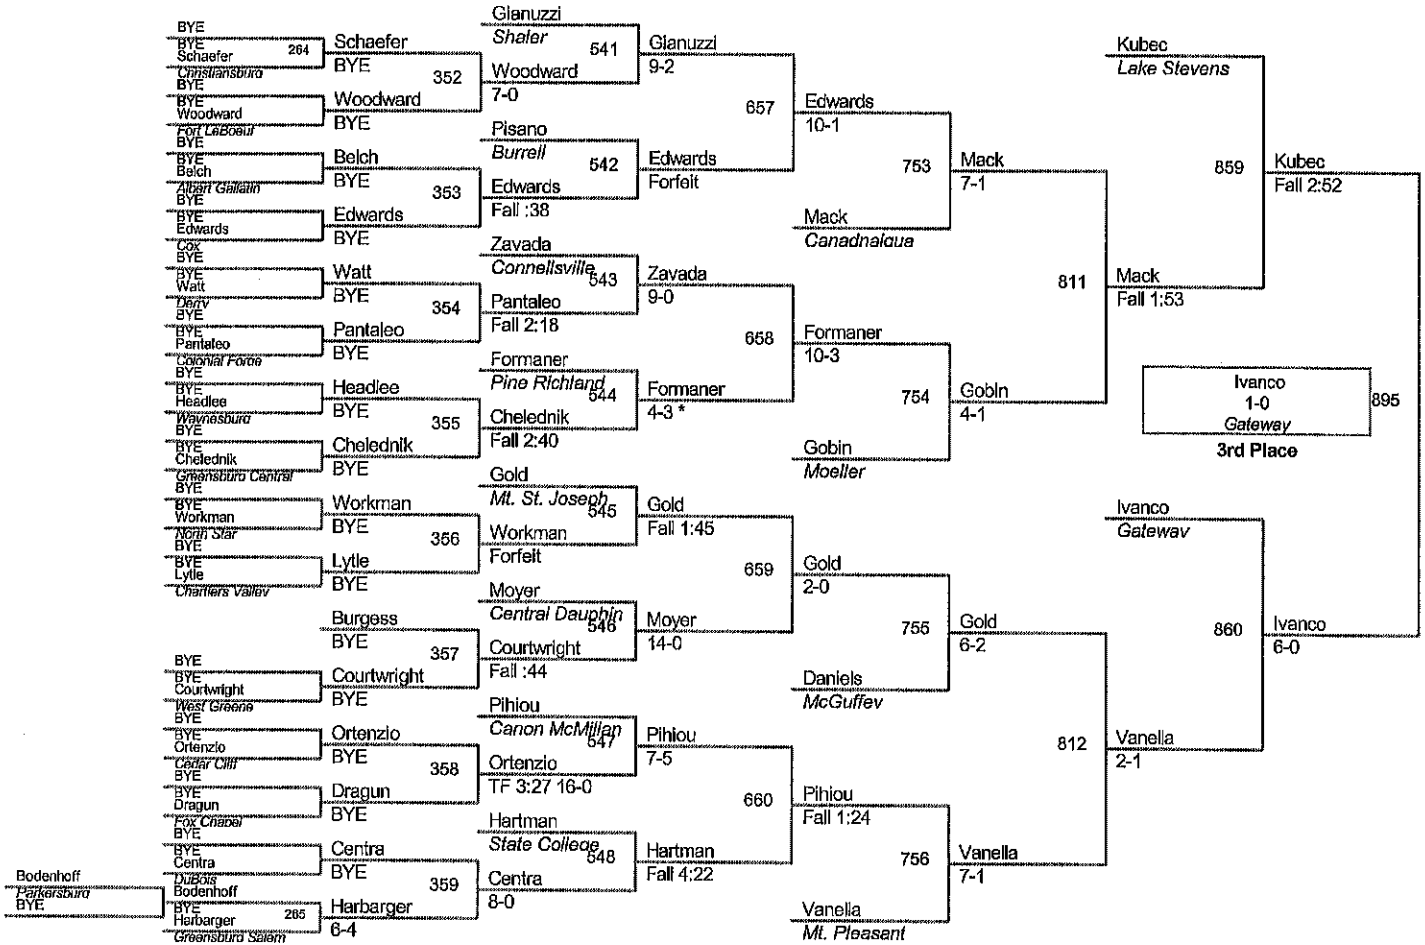 BYE
BYE
Schaefer
Christiansburg
BYE
BYE
Woodward
Fort LeBoeuf
BYE
BYE
Belch
Albert Gallatin
BYE
BYE
Edwards
Cox
BYE
BYE
Watt
Derry
BYE
BYE
Pantaleo
Colonial Forge
BYE
BYE
Headlee
Waynesburg
BYE
BYE
Chelednik
Greensburg Central
BYE
BYE
Workman
North Star
BYE
BYE
Lytle
Chartiers Valley
BYE
BYE
Courtwright
West Greene
BYE
BYE
Ortenzio
Cedar Cliff
BYE
BYE
Dragun
Fox Chapel
BYE
BYE
Centra
DuBois
Bodenhoff
Parkersburg
BYE
Bodenhoff
BYE
Harbarger
Greensburg Salem
264
265
Schaefer
BYE
352
Woodward
BYE
Belch
BYE
353
Edwards
BYE
Watt
BYE
354
Pantaleo
BYE
Headlee
BYE
355
Chelednik
BYE
Workman
BYE
356
Lytle
BYE
Burgess
BYE
357
Courtwright
BYE
Ortenzio
BYE
358
Dragun
BYE
Centra
BYE
359
Harbarger
6-4
Gianuzzi
Shaler
541
Woodward
7-0
Pisano
Burrell
542
Edwards
Fall :38
Zavada
Connellsville
543
Pantaleo
Fall 2:18
Formaner
Pine Richland
544
Chelednik
Fall 2:40
Gold
Mt. St. Joseph
545
Workman
Forfeit
Moyer
Central Dauphin
546
Courtwright
Fall :44
Pihiou
Canon McMillan
547
Ortenzio
TF 3:27 16-0
Hartman
State College
548
Centra
8-0
Gianuzzi
9-2
657
Edwards
Forfeit
Zavada
9-0
658
Formaner
4-3 *
Gold
Fall 1:45
659
Moyer
14-0
Pihiou
7-5
660
Hartman
Fall 4:22
Edwards
10-1
753
Mack
Canadnaigua
Formaner
10-3
754
Gobin
Moeller
Gold
2-0
755
Daniels
McGuffey
Pihiou
Fall 1:24
756
Vanella
Mt. Pleasant
Mack
7-1
811
Gobin
4-1
Gold
6-2
812
Vanella
7-1
Kubec
Lake Stevens
859
Mack
Fall 1:53
Ivanco
Gateway
860
Vanella
2-1
Kubec
Fall 2:52
Ivanco
6-0
Ivanco
1-0
Gateway
895
3rd Place